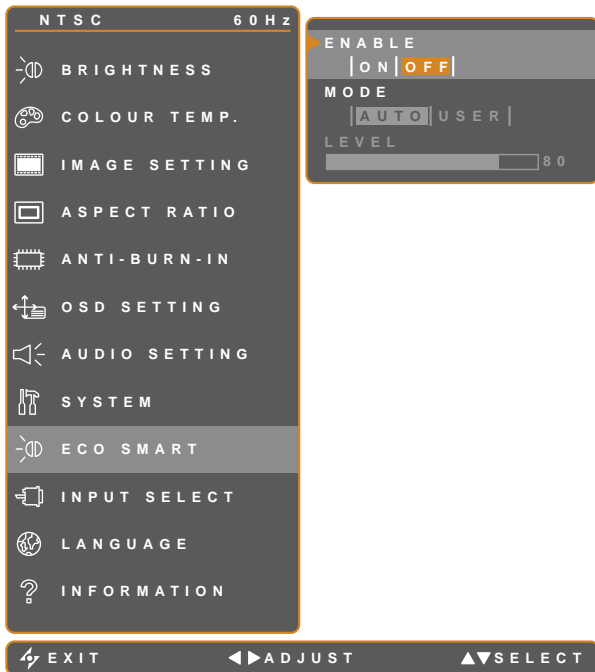 NTSC 60Hz
BRIGHTNESS
COLOUR TEMP.
IMAGE SETTING
ASPECT RATIO
ANTI-BURN-IN
OSD SETTING
AUDIO SETTING
SYSTEM
ECO SMART
INPUT SELECT
LANGUAGE
INFORMATION
ENABLE
ON OFF
MODE
AUTO USER
LEVEL
80
EXIT ADJUST SELECT